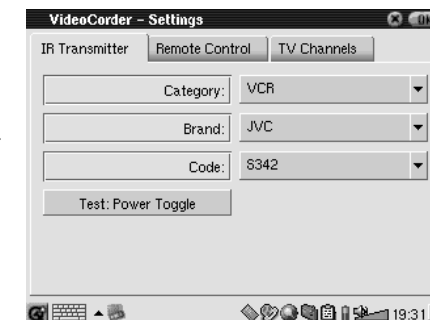 VideoCorder – Settings
IR Transmitter Remote Control TV Channels
Category: VCR
Brand: JVC
Code: S342
Test: Power Toggle
19:31